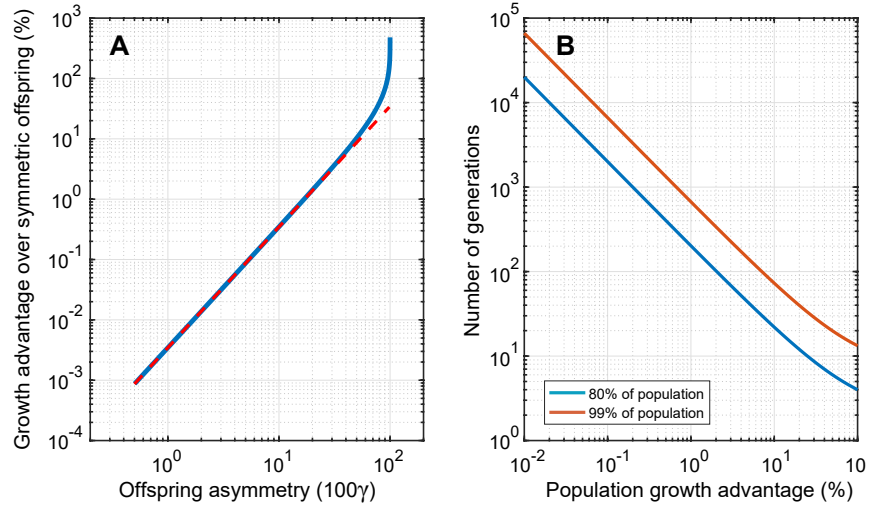 A
Growth advantage over symmetric offspring (%)
10^3
10^2
10^1
10^0
10^-1
10^-2
10^-3
10^-4
10^0
10^1
10^2
Offspring asymmetry (100γ)
B
Number of generations
10^5
10^4
10^3
10^2
10^1
10^0
80% of population
99% of population
10^-2
10^-1
10^0
10^1
10
Population growth advantage (%)